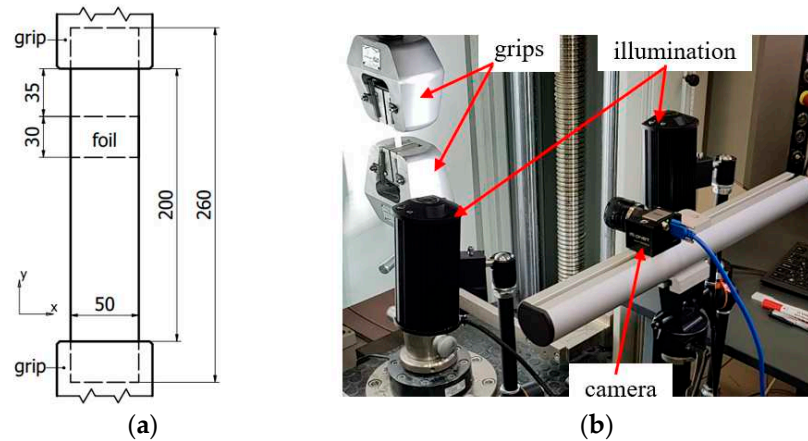 grip
35
30
foil
200
260
y
x
50
grip
(a)
grips
illumination
camera
(b)